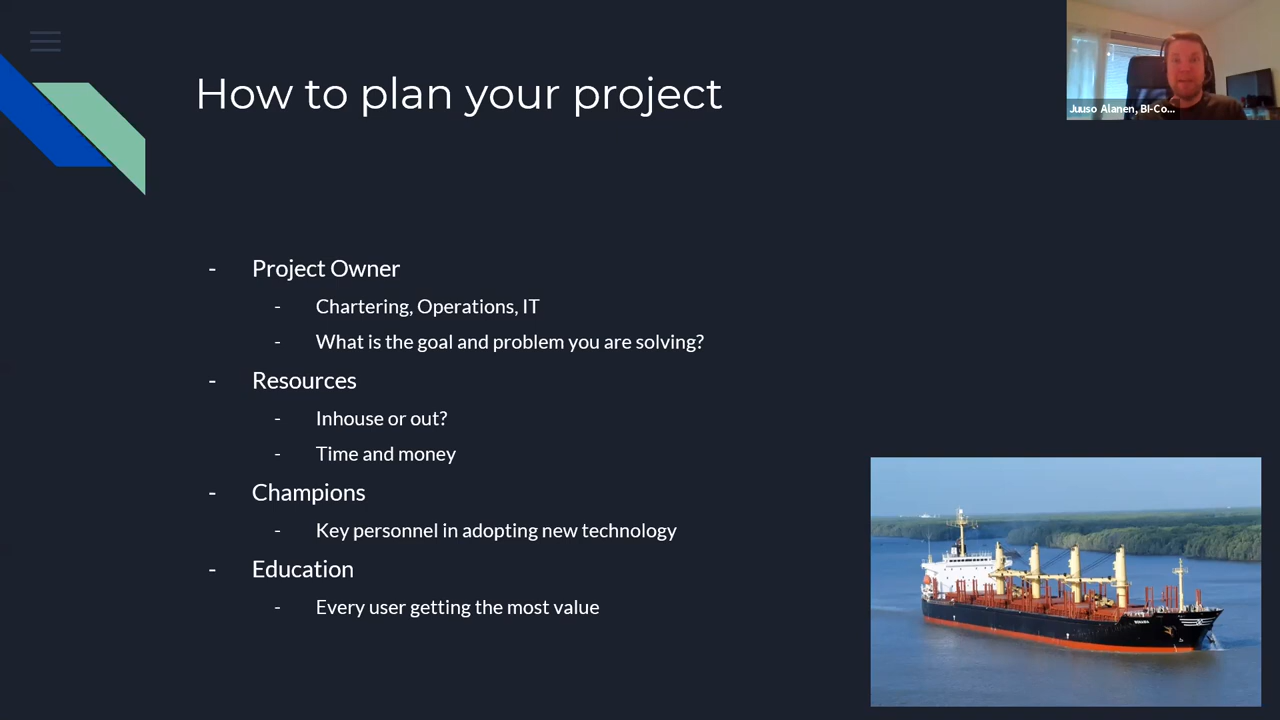 How to plan your project
Juuso Alanen, BI-Co...
- Project Owner
- Chartering, Operations, IT
- What is the goal and problem you are solving?
- Resources
- Inhouse or out?
- Time and money
- Champions
- Key personnel in adopting new technology
- Education
- Every user getting the most value